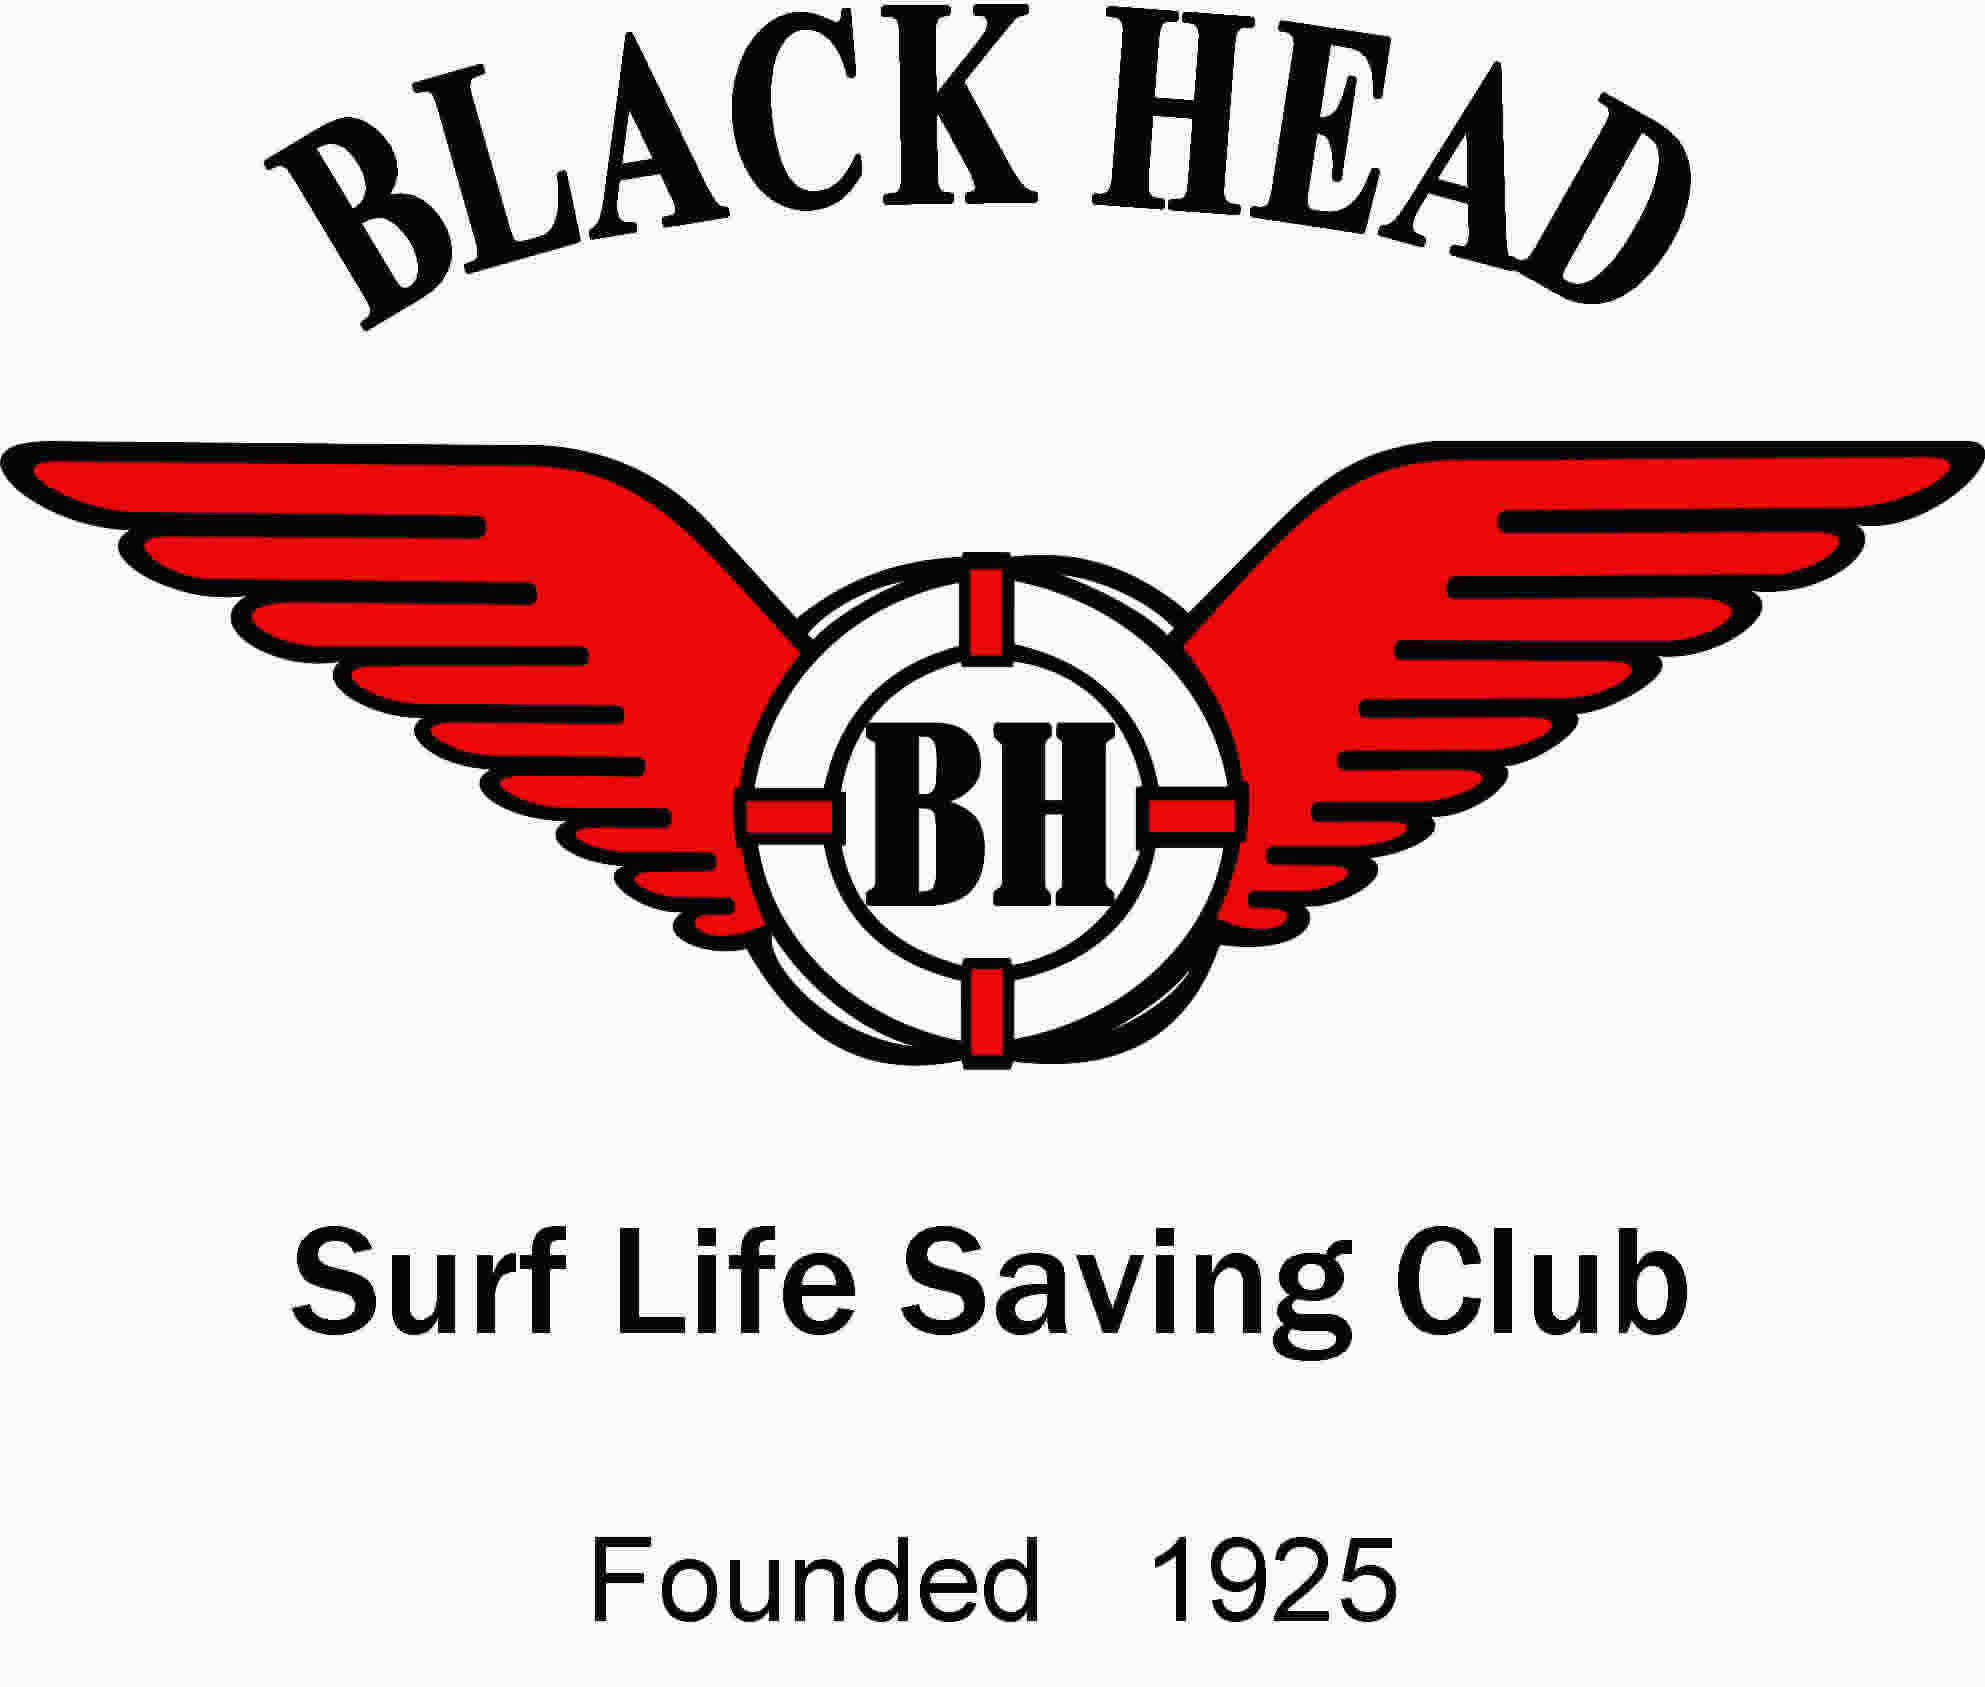 BLACK HEAD
BH
Surf Life Saving Club
Founded 1925